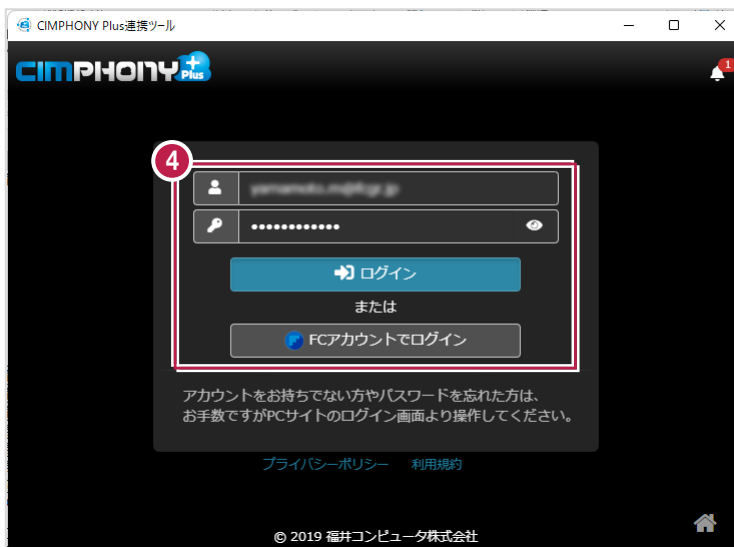 CIMPHONY Plus連携ツール
CIMPHONY Plus
1
4
ログイン
または
FCアカウントでログイン
アカウントをお持ちでない方やパスワードを忘れた方は、
お手数ですがPCサイトのログイン画面より操作してください。
プライバシーポリシー 利用規約
© 2019 福井コンピュータ株式会社